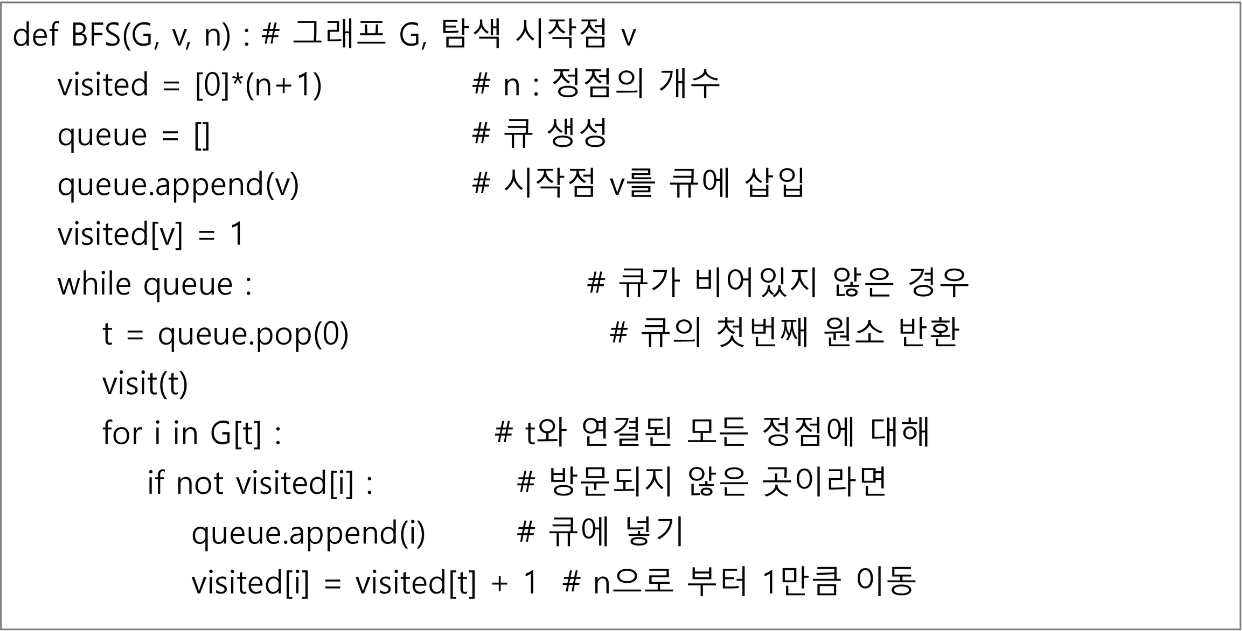 def BFS(G, v, n) : # 그래프 G, 탐색 시작점 v
visited = [0]*(n+1) # n : 정점의 개수
queue = [] # 큐 생성
queue.append(v) # 시작점 v를 큐에 삽입
visited[v] = 1
while queue : # 큐가 비어있지 않은 경우
t = queue.pop(0) # 큐의 첫번째 원소 반환
visit(t)
for i in G[t] : # t와 연결된 모든 정점에 대해
if not visited[i] : # 방문되지 않은 곳이라면
queue.append(i) # 큐에 넣기
visited[i] = visited[t] + 1 # n으로 부터 1만큼 이동